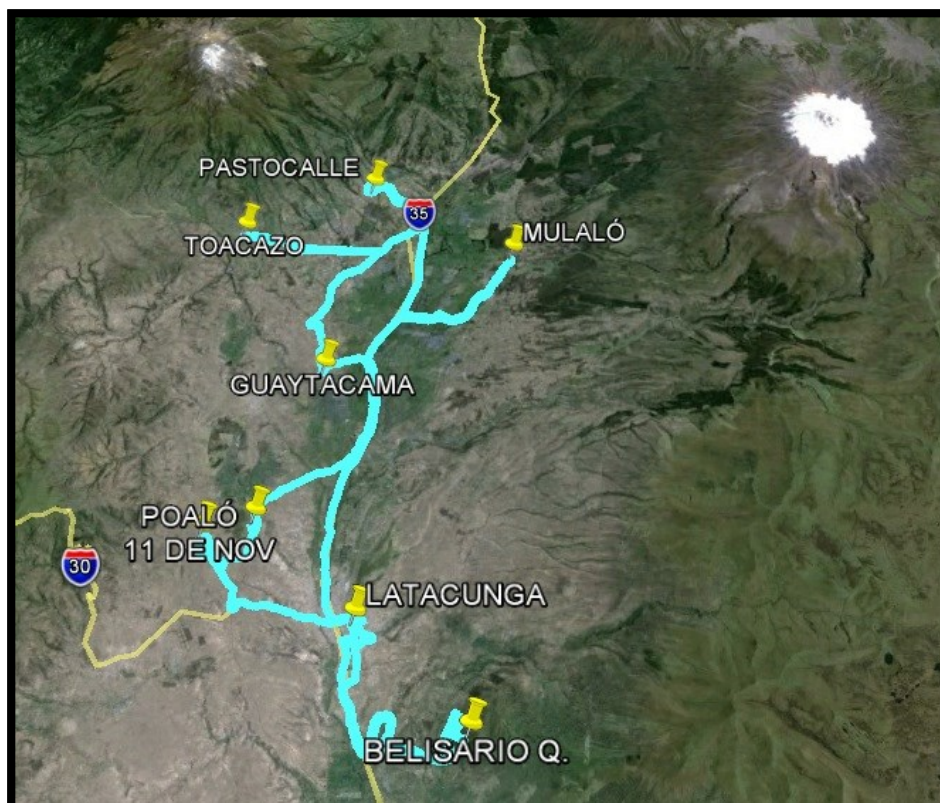 PASTOCALLE
35
TOACAZO
MULALÓ
GUAYTACAMA
POALÓ
11 DE NOV
30
LATACUNGA
BELISARIO Q.